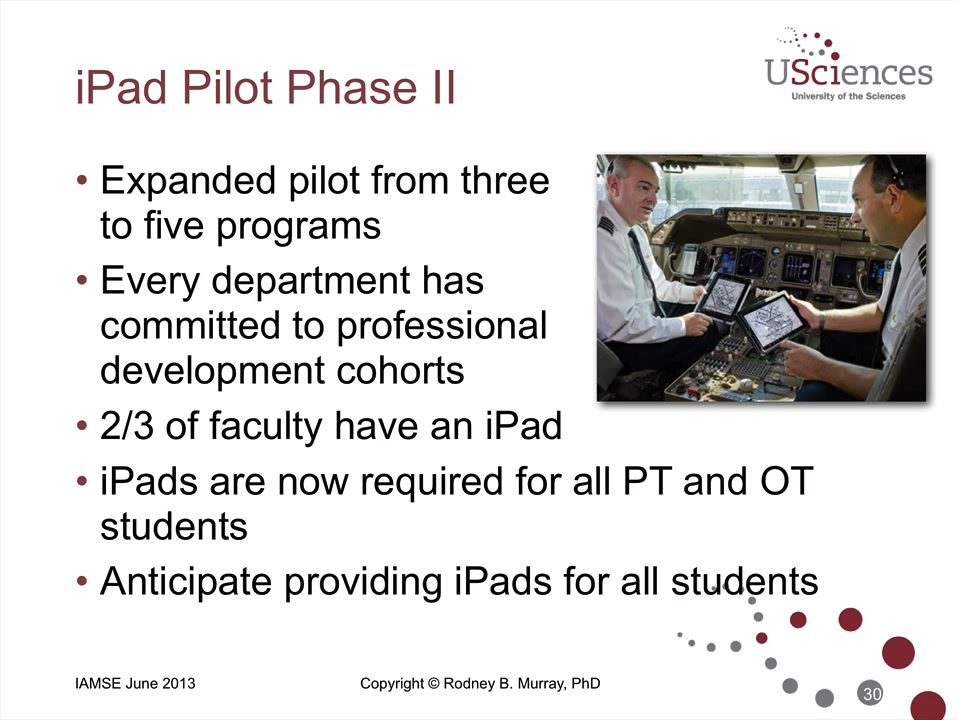 iPad Pilot Phase II
USciences
University of the Sciences
• Expanded pilot from three
to five programs
• Every department has
committed to professional
development cohorts
• 2/3 of faculty have an iPad
• iPads are now required for all PT and OT
students
• Anticipate providing iPads for all students
IAMSE June 2013
Copyright © Rodney B. Murray, PhD
30